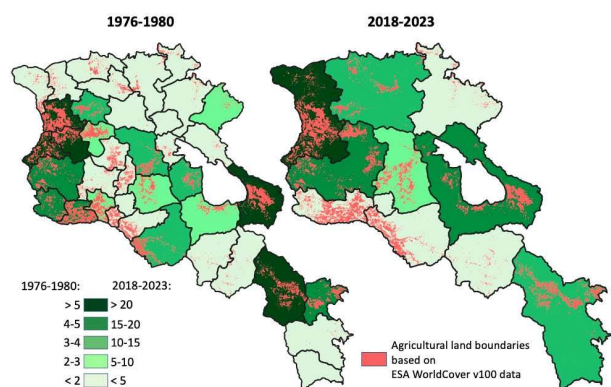 1976-1980
2018-2023
1976-1980: 2018-2023:
> 5 > 20
4-5 15-20
3-4 10-15
2-3 5-10
< 2 < 5
Agricultural land boundaries
based on
ESA WorldCover v100 data